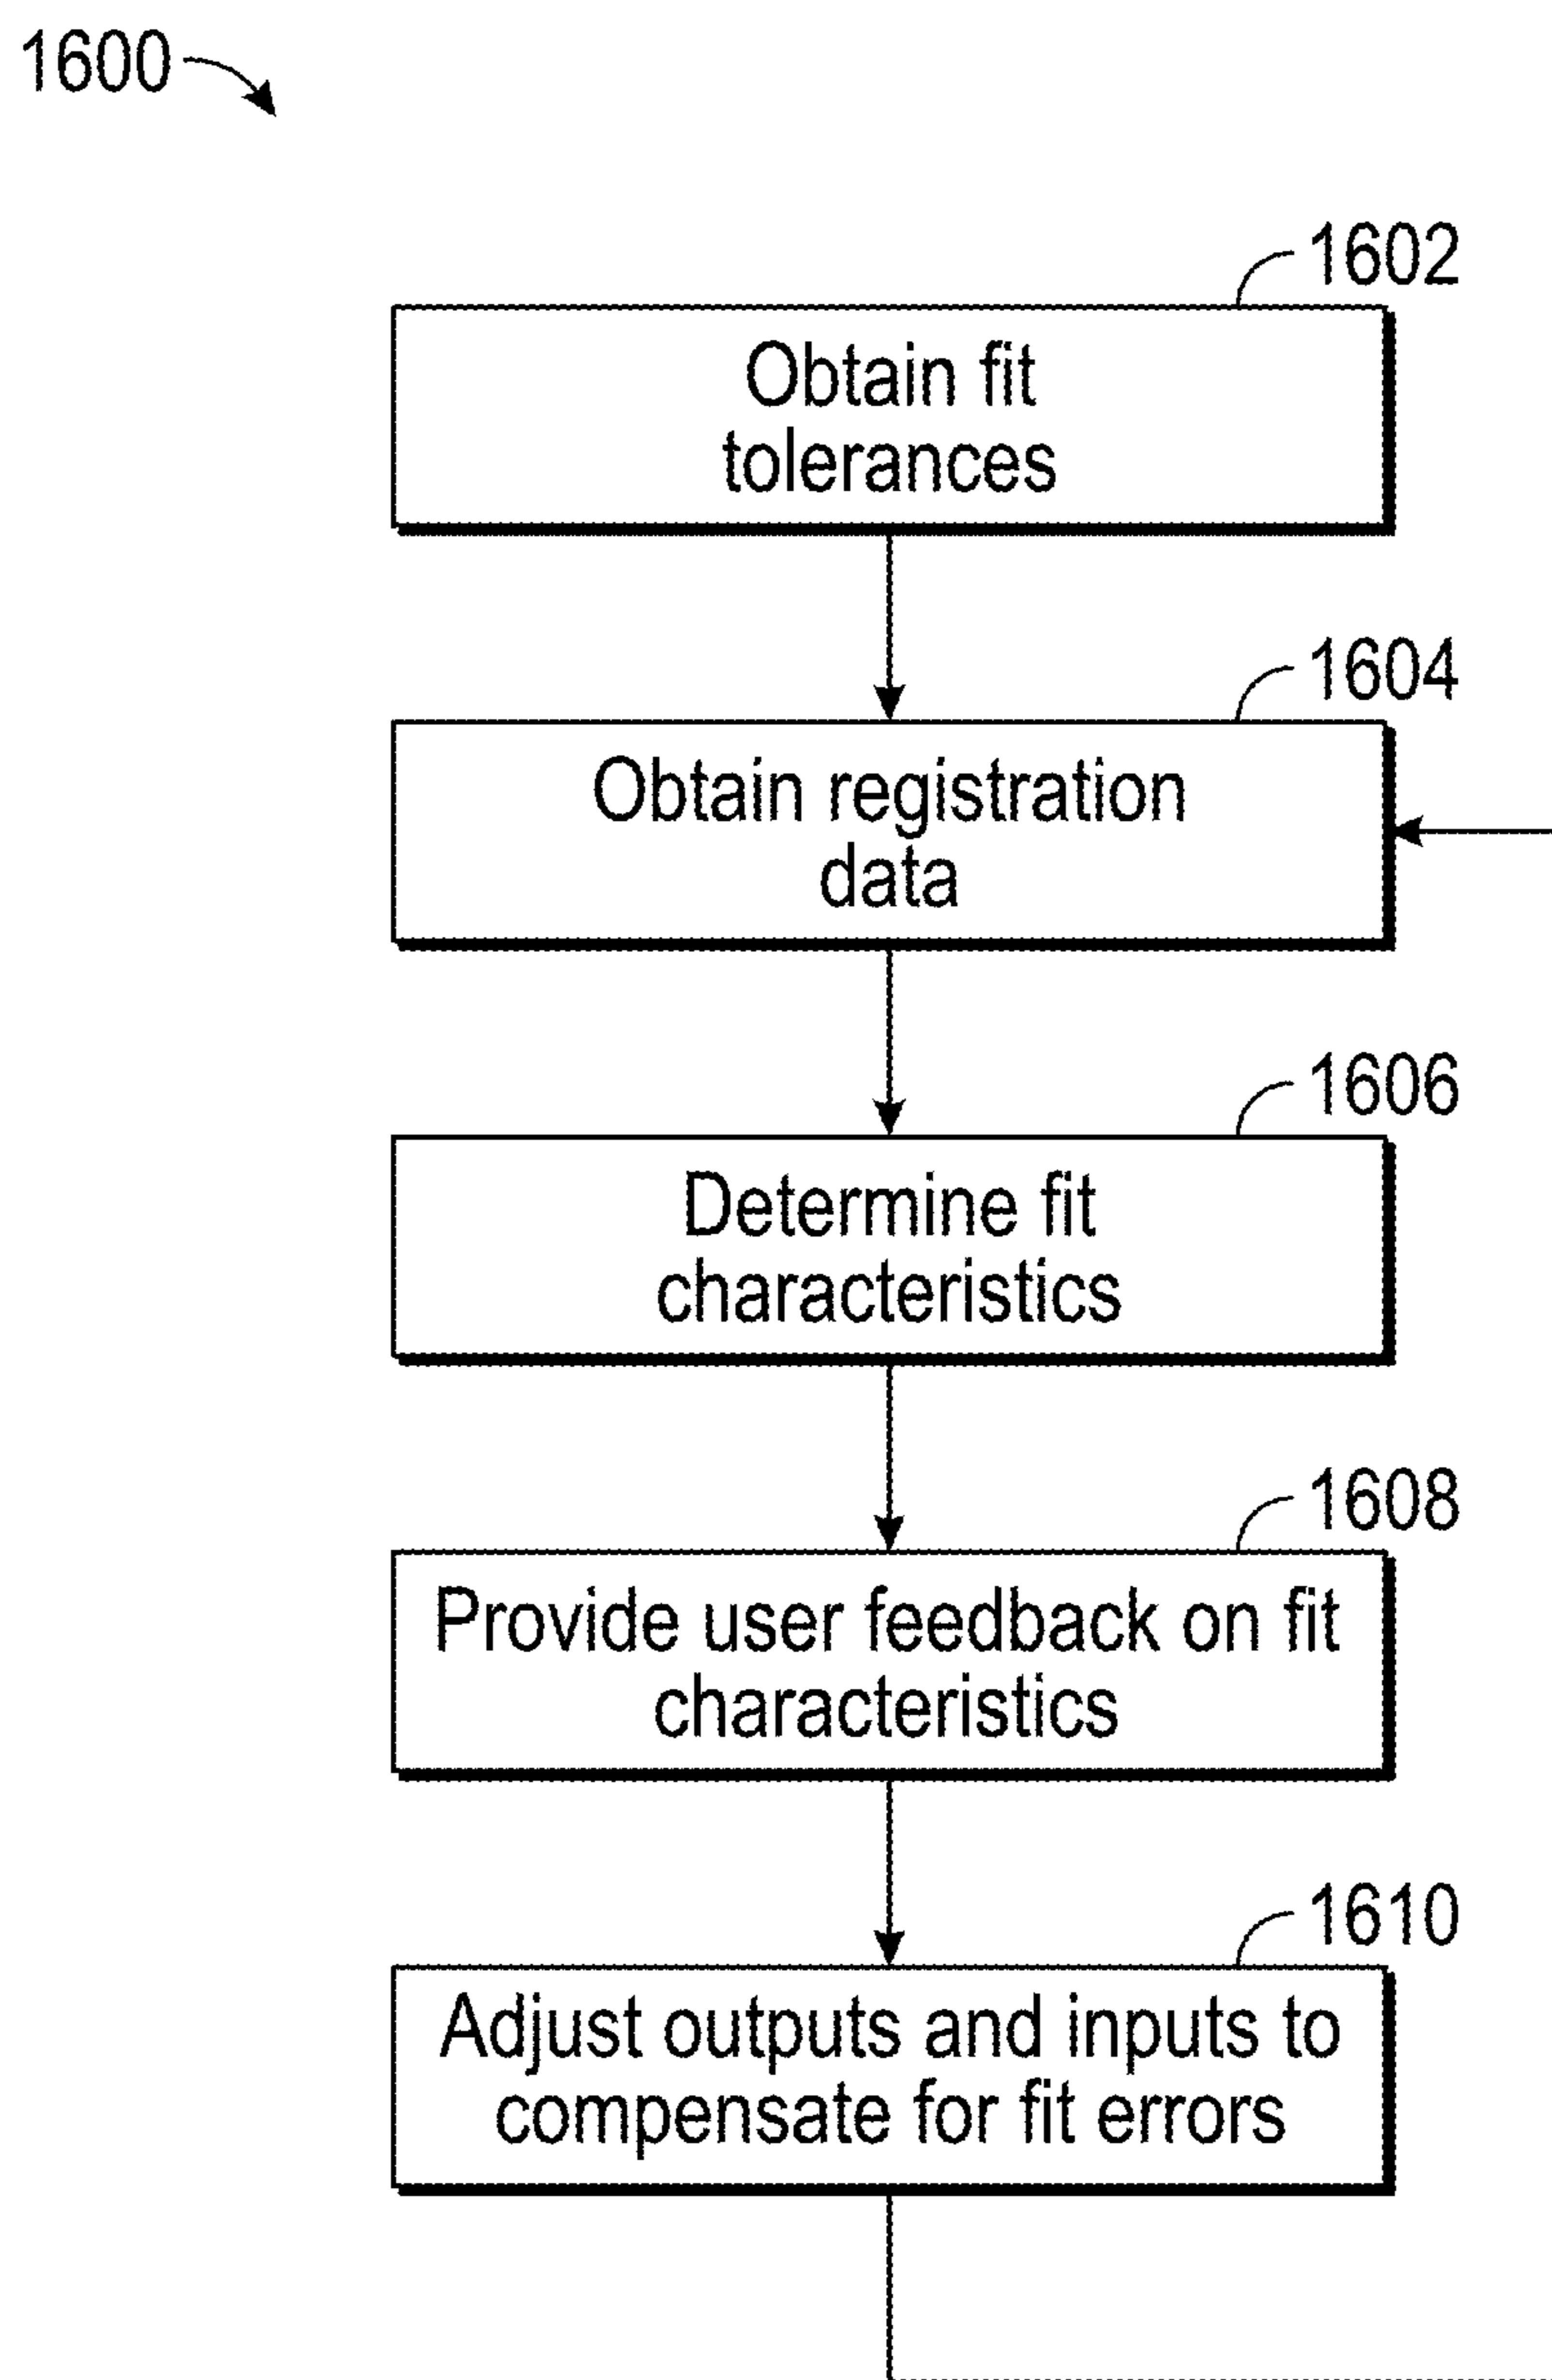 1600
1602
Obtain fit
tolerances
1604
Obtain registration
data
1606
Determine fit
characteristics
1608
Provide user feedback on fit
characteristics
1610
Adjust outputs and inputs to
compensate for fit errors